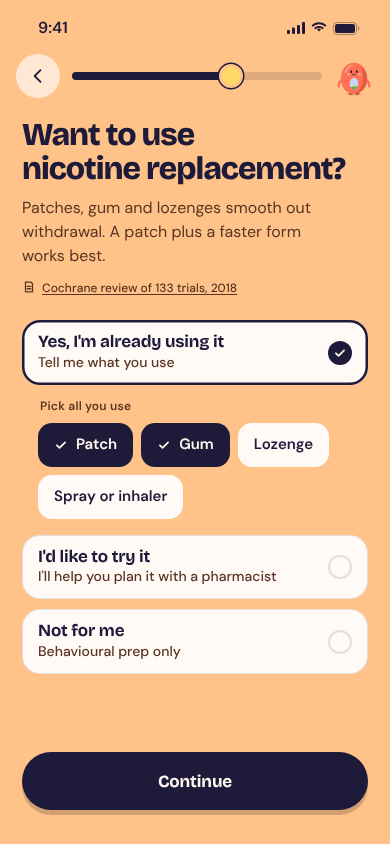 9:41
Want to use
nicotine replacement?
Patches, gum and lozenges smooth out
withdrawal. A patch plus a faster form
works best.
Cochrane review of 133 trials, 2018
Yes, I'm already using it
Tell me what you use
Pick all you use
Patch
Gum
Lozenge
Spray or inhaler
I'd like to try it
I'll help you plan it with a pharmacist
Not for me
Behavioural prep only
Continue